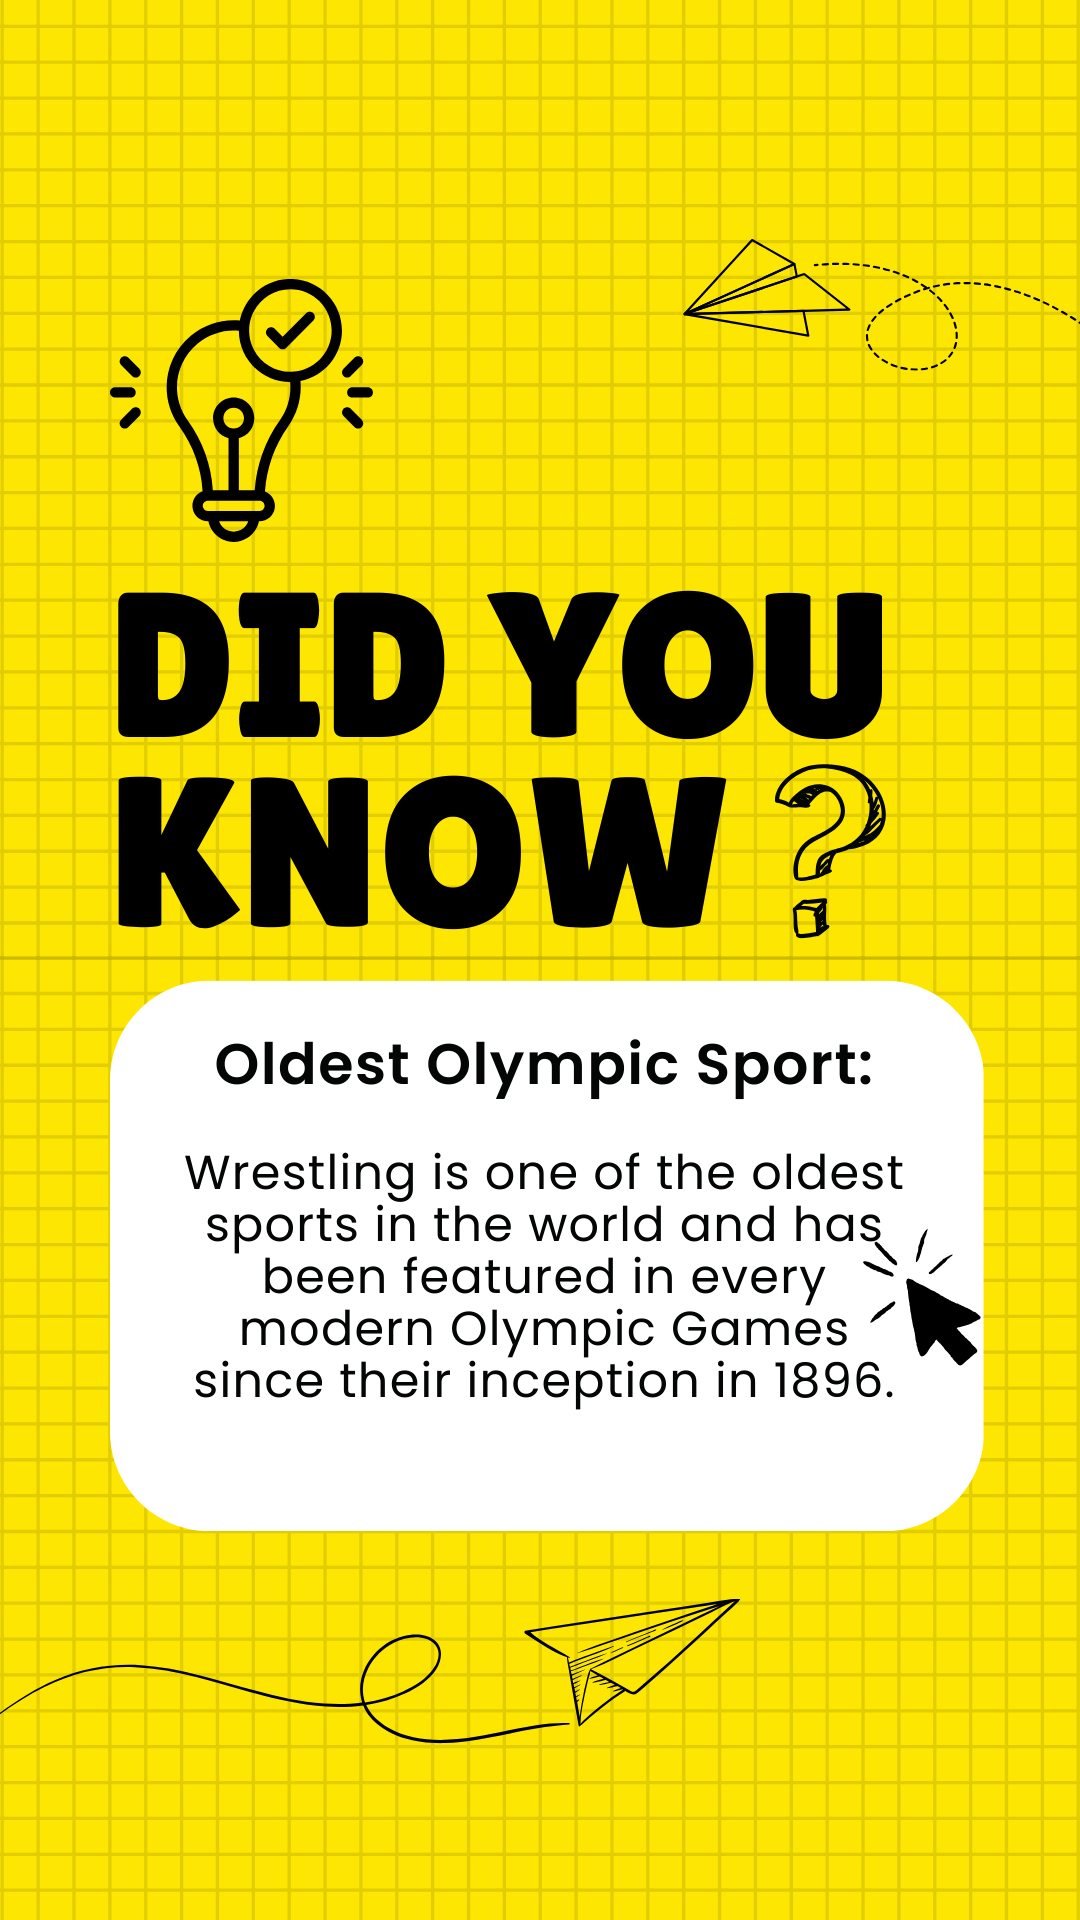 DID YOU
KNOW ?
Oldest Olympic Sport:
Wrestling is one of the oldest
sports in the world and has
been featured in every
modern Olympic Games
since their inception in 1896.